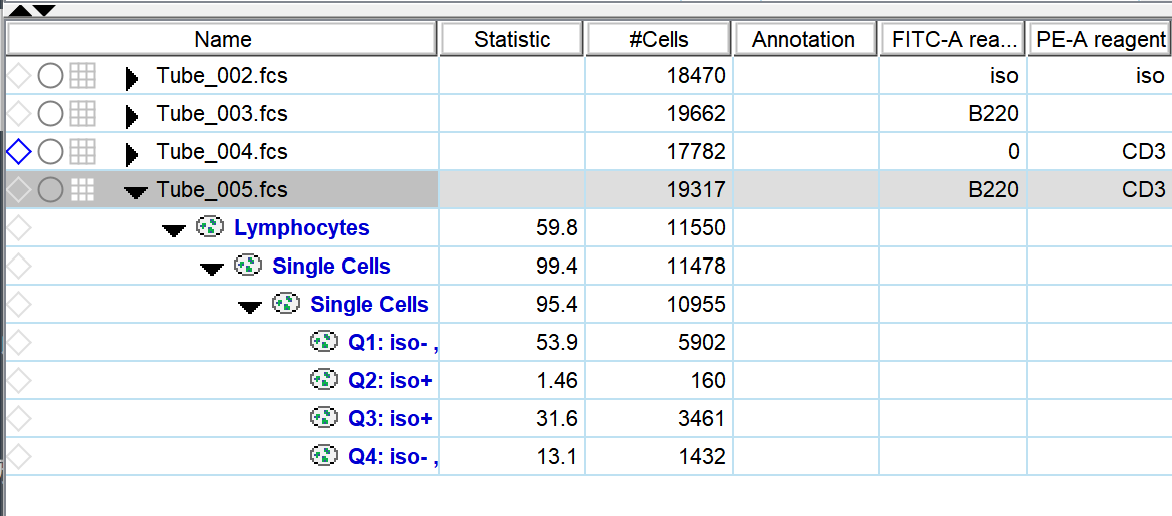 Name Statistic #Cells Annotation FITC-A rea... PE-A reagent
Tube_002.fcs 18470 iso iso
Tube_003.fcs 19662 B220
Tube_004.fcs 17782 0 CD3
Tube_005.fcs 19317 B220 CD3
Lymphocytes 59.8 11550
Single Cells 99.4 11478
Single Cells 95.4 10955
Q1: iso- , 53.9 5902
Q2: iso+ 1.46 160
Q3: iso+ 31.6 3461
Q4: iso- , 13.1 1432